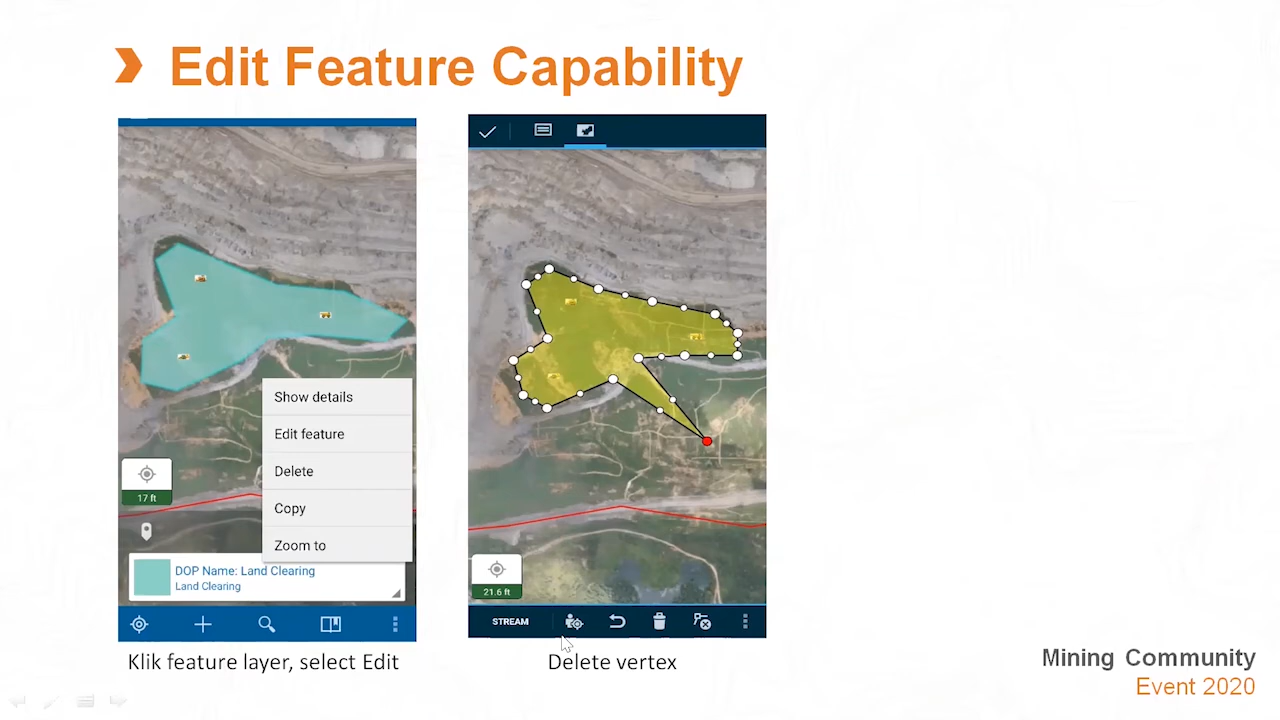 Edit Feature Capability
Show details
Edit feature
Delete
Copy
Zoom to
17 ft
DOP Name: Land Clearing
Land Clearing
Klik feature layer, select Edit
21.6 ft
STREAM
Delete vertex
Mining Community
Event 2020